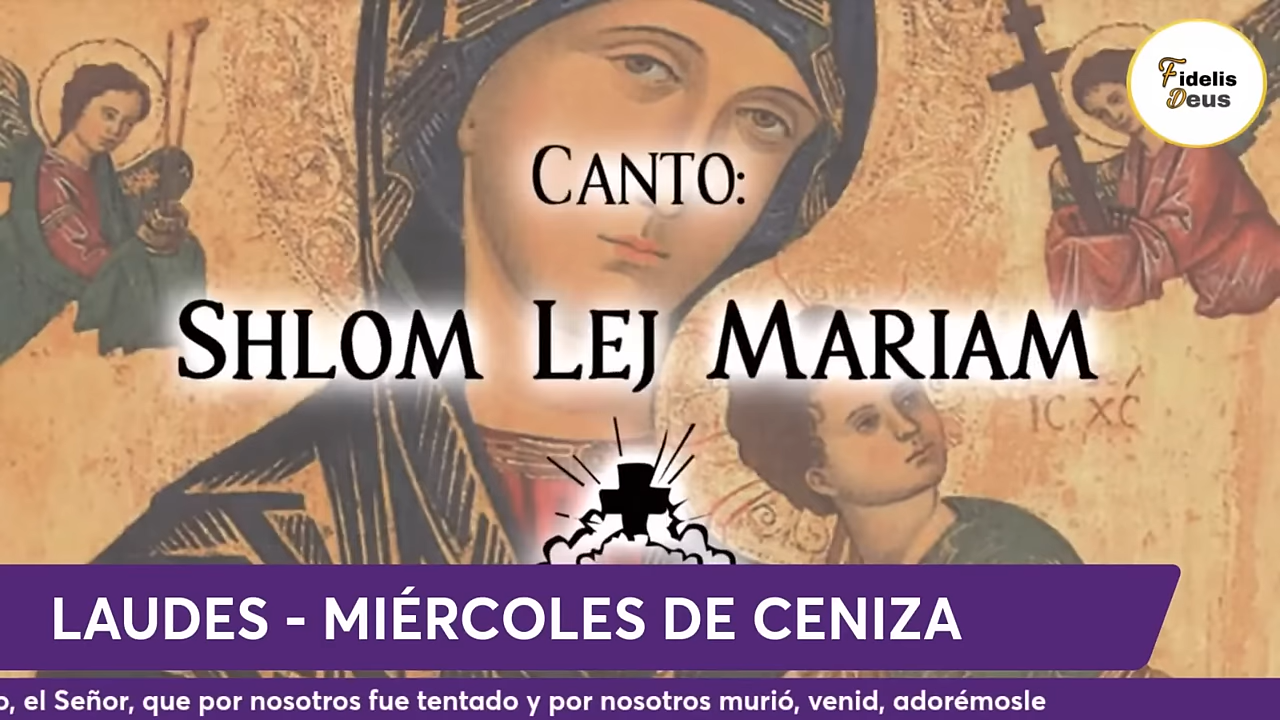 Fidelis
Deus
CANTO:
SHLOM LEJ MARIAM
IC XC
LAUDES - MIÉRCOLES DE CENIZA
o, el Señor, que por nosotros fue tentado y por nosotros murió, venid, adorémosle